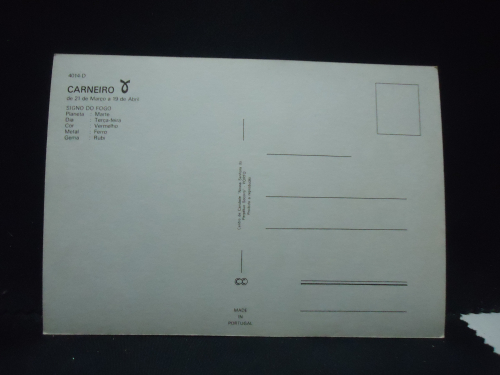 4014-D
CARNEIRO
de 21 de Março a 19 de Abril
SIGNO DO FOGO
Planeta : Marte
Dia : Terça-feira
Cor : Vermelho
Metal : Ferro
Gema : Rubi
MADE
IN
PORTUGAL